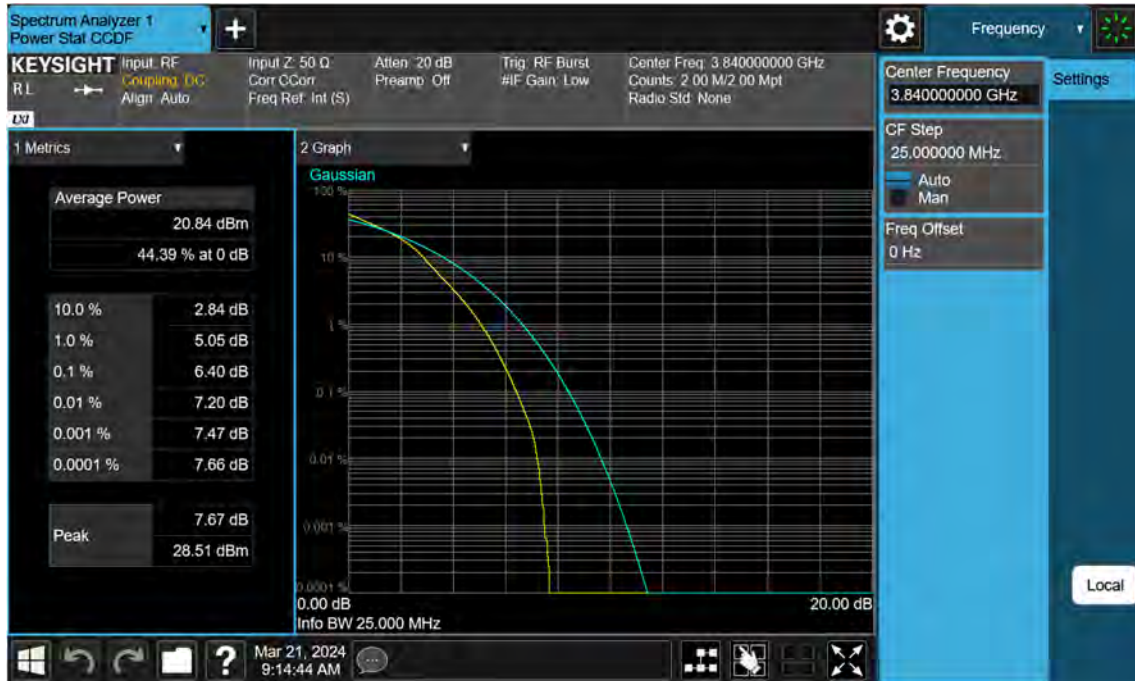 Spectrum Analyzer 1
Power Stat CCDF
+
Frequency
KEYSIGHT
RL
LXI
Input: RF
Coupling: DC
Align: Auto
Input Z: 50 Ω
Corr CCorr
Freq Ref: Int (S)
Atten: 20 dB
Preamp: Off
Trig: RF Burst
#IF Gain: Low
Center Freq: 3.840000000 GHz
Counts: 2.00 M/2.00 Mpt
Radio Std: None
Center Frequency
3.840000000 GHz
Settings
CF Step
25.000000 MHz
Auto
Man
Freq Offset
0 Hz
1 Metrics
Average Power
20.84 dBm
44.39 % at 0 dB
10.0 % 2.84 dB
1.0 % 5.05 dB
0.1 % 6.40 dB
0.01 % 7.20 dB
0.001 % 7.47 dB
0.0001 % 7.66 dB
Peak
7.67 dB
28.51 dBm
2 Graph
Gaussian
100 %
10 %
1 %
0.1 %
0.01 %
0.001 %
0.0001 %
0.00 dB 20.00 dB
Info BW 25.000 MHz
Local
?
Mar 21, 2024
9:14:44 AM